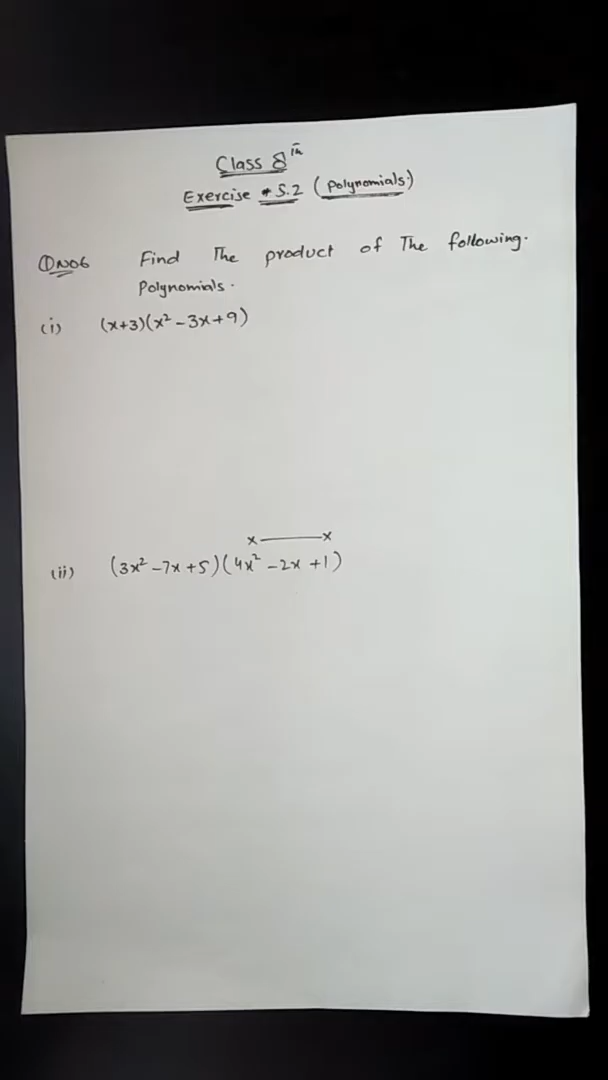 Class 8th
Exercise # 5.2 (Polynomials)
QN06 Find The product of The following.
Polynomials.
(i) (x+3)(x² - 3x + 9)
x ——— x
(ii) (3x² - 7x + 5)(4x² - 2x + 1)